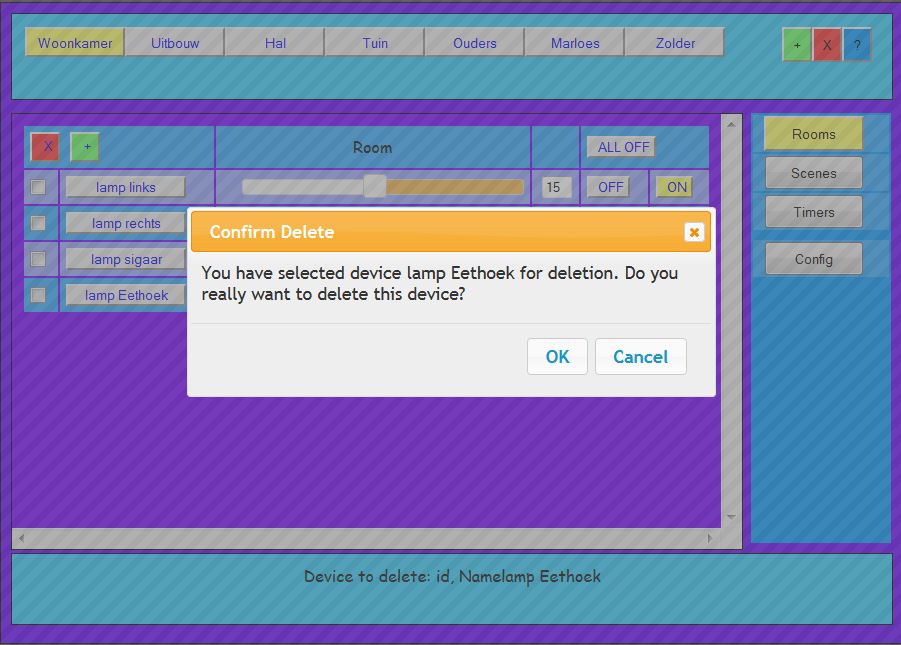 Woonkamer Uitbouw Hal Tuin Ouders Marloes Zolder + X ?
X + Room ALL OFF Rooms
lamp links 15 OFF ON Scenes
lamp rechts Timers
lamp sigaar Config
lamp Eethoek
Confirm Delete
You have selected device lamp Eethoek for deletion. Do you
really want to delete this device?
OK Cancel
Device to delete: id, Namelamp Eethoek